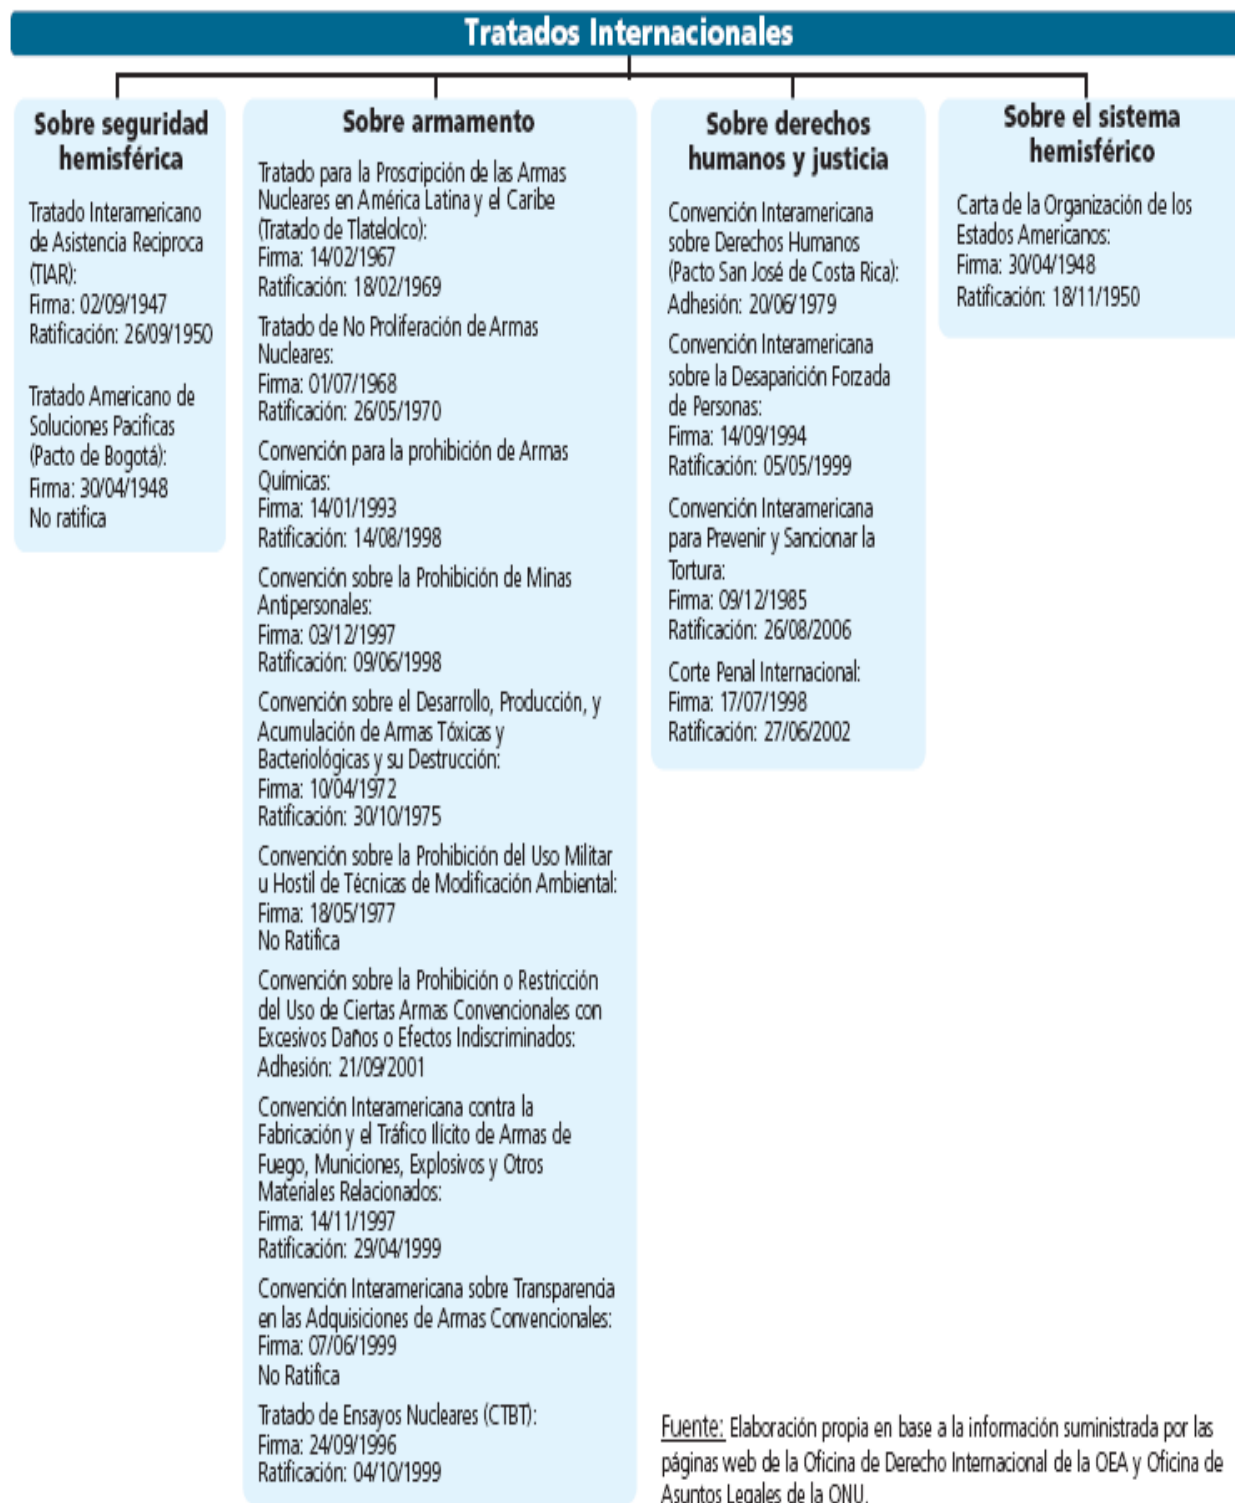 Tratados Internacionales
Sobre seguridad
hemisférica
Tratado Interamericano
de Asistencia Reciproca
(TIAR):
Firma: 02/09/1947
Ratificación: 26/09/1950
Tratado Americano de
Soluciones Pacificas
(Pacto de Bogotá):
Firma: 30/04/1948
No ratifica
Sobre armamento
Tratado para la Proscripción de las Armas
Nucleares en América Latina y el Caribe
(Tratado de Tlatelolco):
Firma: 14/02/1967
Ratificación: 18/02/1969
Tratado de No Proliferación de Armas
Nucleares:
Firma: 01/07/1968
Ratificación: 26/05/1970
Convención para la prohibición de Armas
Químicas:
Firma: 14/01/1993
Ratificación: 14/08/1998
Convención sobre la Prohibición de Minas
Antipersonales:
Firma: 03/12/1997
Ratificación: 09/06/1998
Convención sobre el Desarrollo, Producción, y
Acumulación de Armas Tóxicas y
Bacteriológicas y su Destrucción:
Firma: 10/04/1972
Ratificación: 30/10/1975
Convención sobre la Prohibición del Uso Militar
u Hostil de Técnicas de Modificación Ambiental:
Firma: 18/05/1977
No Ratifica
Convención sobre la Prohibición o Restricción
del Uso de Ciertas Armas Convencionales con
Excesivos Daños o Efectos Indiscriminados:
Adhesión: 21/09/2001
Convención Interamericana contra la
Fabricación y el Tráfico Ilícito de Armas de
Fuego, Municiones, Explosivos y Otros
Materiales Relacionados:
Firma: 14/11/1997
Ratificación: 29/04/1999
Convención Interamericana sobre Transparencia
en las Adquisiciones de Armas Convencionales:
Firma: 07/06/1999
No Ratifica
Tratado de Ensayos Nucleares (CTBT):
Firma: 24/09/1996
Ratificación: 04/10/1999
Sobre derechos
humanos y justicia
Convención Interamericana
sobre Derechos Humanos
(Pacto San José de Costa Rica):
Adhesión: 20/06/1979
Convención Interamericana
sobre la Desaparición Forzada
de Personas:
Firma: 14/09/1994
Ratificación: 05/05/1999
Convención Interamericana
para Prevenir y Sancionar la
Tortura:
Firma: 09/12/1985
Ratificación: 26/08/2006
Corte Penal Internacional:
Firma: 17/07/1998
Ratificación: 27/06/2002
Sobre el sistema
hemisférico
Carta de la Organización de los
Estados Americanos:
Firma: 30/04/1948
Ratificación: 18/11/1950
Fuente: Elaboración propia en base a la información suministrada por las
páginas web de la Oficina de Derecho Internacional de la OEA y Oficina de
Asuntos Legales de la ONU.